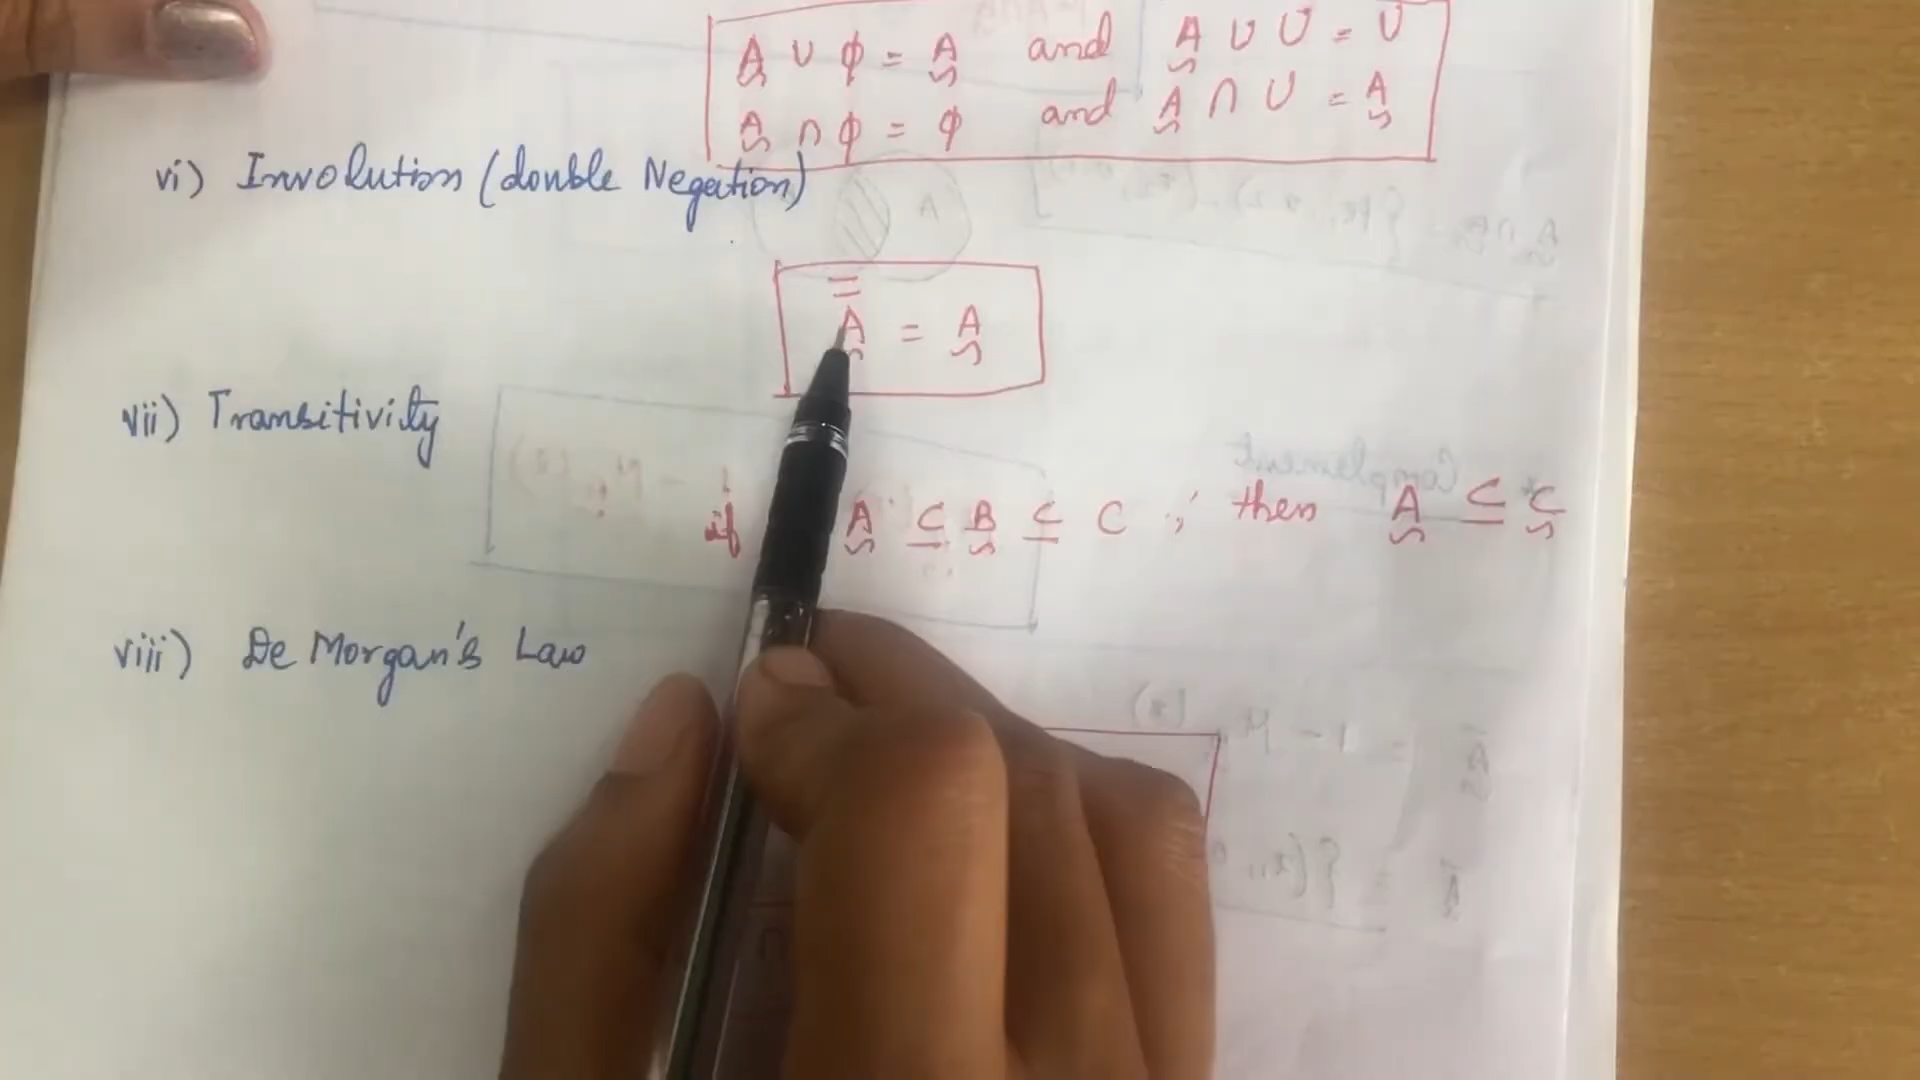 A̰ ∪ ϕ = A̰ and A̰ ∪ U = U
A̰ ∩ ϕ = ϕ and A̰ ∩ U = A̰
vi) Involution (double Negation)
A̰̿ = A̰
vii) Transitivity
if A̰ ⊆ B̰ ⊆ C ; then A̰ ⊆ C̰
viii) De Morgan's Law